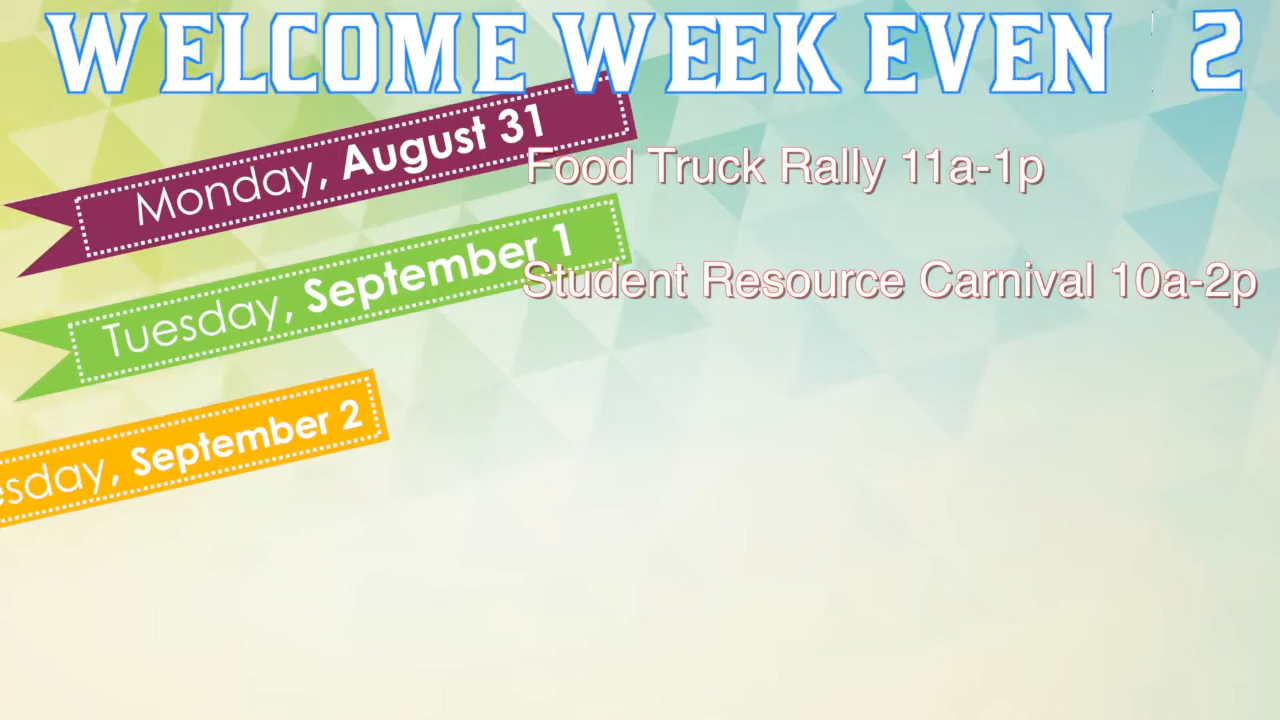 WELCOME WEEK EVEN 2
Monday, August 31
Food Truck Rally 11a-1p
Tuesday, September 1
Student Resource Carnival 10a-2p
esday, September 2